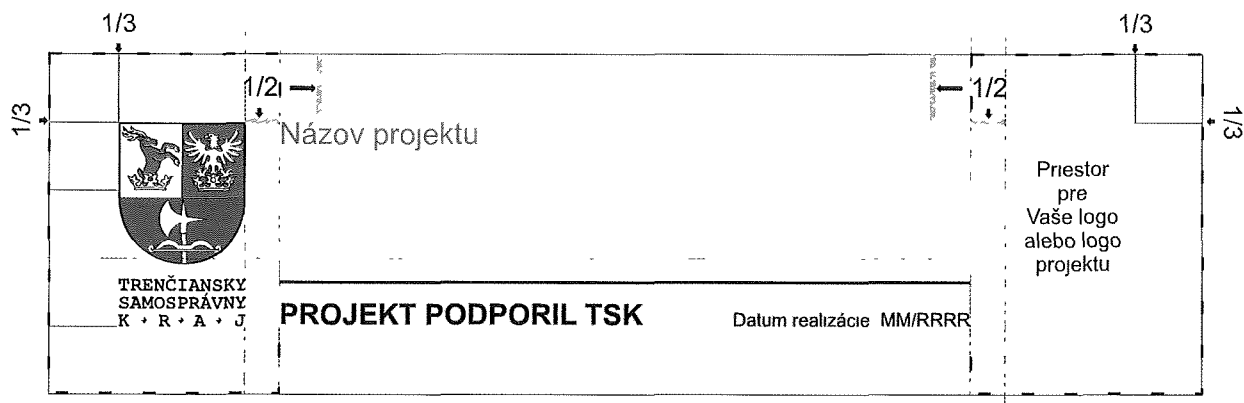 1/3
1/3
1/2
1/2
1/3
1/3
Názov projektu
Priestor
pre
Vaše logo
alebo logo
projektu
TRENČIANSKY
SAMOSPRÁVNY
K • R • A • J
PROJEKT PODPORIL TSK
Datum realizácie MM/RRRR